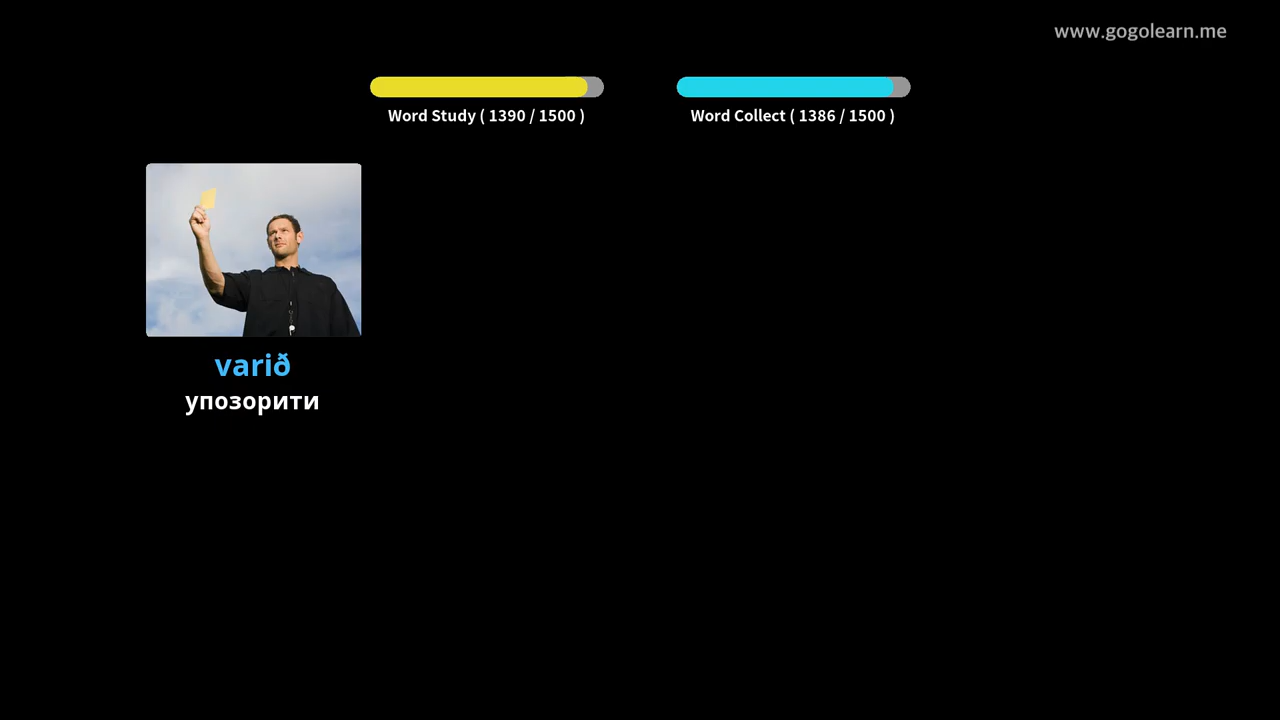 www.gogolearn.me
Word Study ( 1390 / 1500 )
Word Collect ( 1386 / 1500 )
varið
упозорити